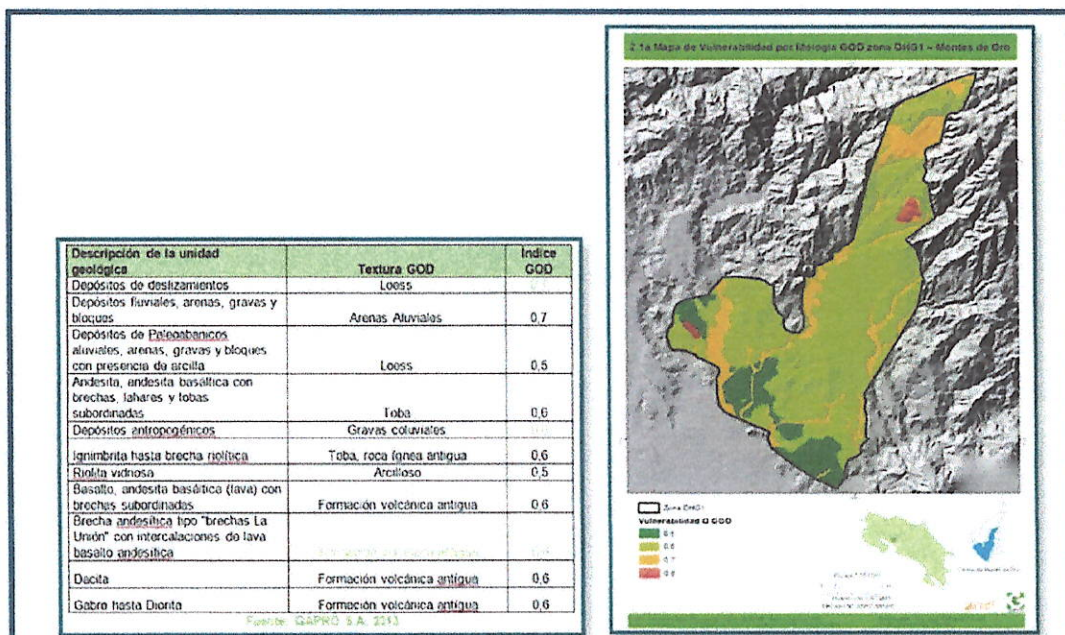 2.1a Mapa de Vulnerabilidad por litología GOD zona DHG1 – Montes de Oro
Descripción de la unidad
geológica
Textura GOD
Indice
GOD
Depósitos de deslizamientos
Loess
Depósitos fluviales, arenas, gravas y
bloques
Arenas Aluviales
0,7
Depósitos de Paleoabanicos
aluviales, arenas, gravas y bloques
con presencia de arcilla
Loess
0,5
Andesita, andesita basáltica con
brechas, lahares y tobas
subordinadas
Toba
0,6
Depósitos antropogénicos
Gravas coluviales
Ignimbrita hasta brecha riolítica
Toba, roca ígnea antigua
0,6
Riolita vidriosa
Arcilloso
0,5
Basalto, andesita basáltica (lava) con
brechas subordinadas
Formación volcánica antigua
0,6
Brecha andesítica tipo "brechas La
Unión" con intercalaciones de lava
basalto andesítica
Dacita
Formación volcánica antigua
0,6
Gabro hasta Diorita
Formación volcánica antigua
0,6
Fuente: GAPRO S.A, 2013
Zona DHG1
Vulnerabilidad G GOD
0.5
0.6
0.7
0.8